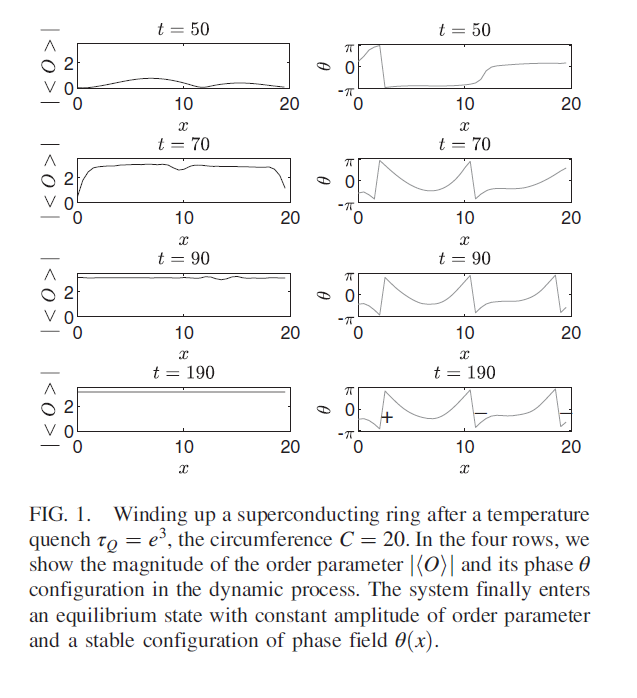 t = 50
t = 50
| < O > |
2
0
0
10
20
x
θ
π
0
-π
0
10
20
x
t = 70
t = 70
| < O > |
2
0
0
10
20
x
θ
π
0
-π
0
10
20
x
t = 90
t = 90
| < O > |
2
0
0
10
20
x
θ
π
0
-π
0
10
20
x
t = 190
t = 190
| < O > |
2
0
0
10
20
x
θ
π
0
-π
+
−
−
0
10
20
x
FIG. 1. Winding up a superconducting ring after a temperature
quench τQ = e³, the circumference C = 20. In the four rows, we
show the magnitude of the order parameter |⟨O⟩| and its phase θ
configuration in the dynamic process. The system finally enters
an equilibrium state with constant amplitude of order parameter
and a stable configuration of phase field θ(x).